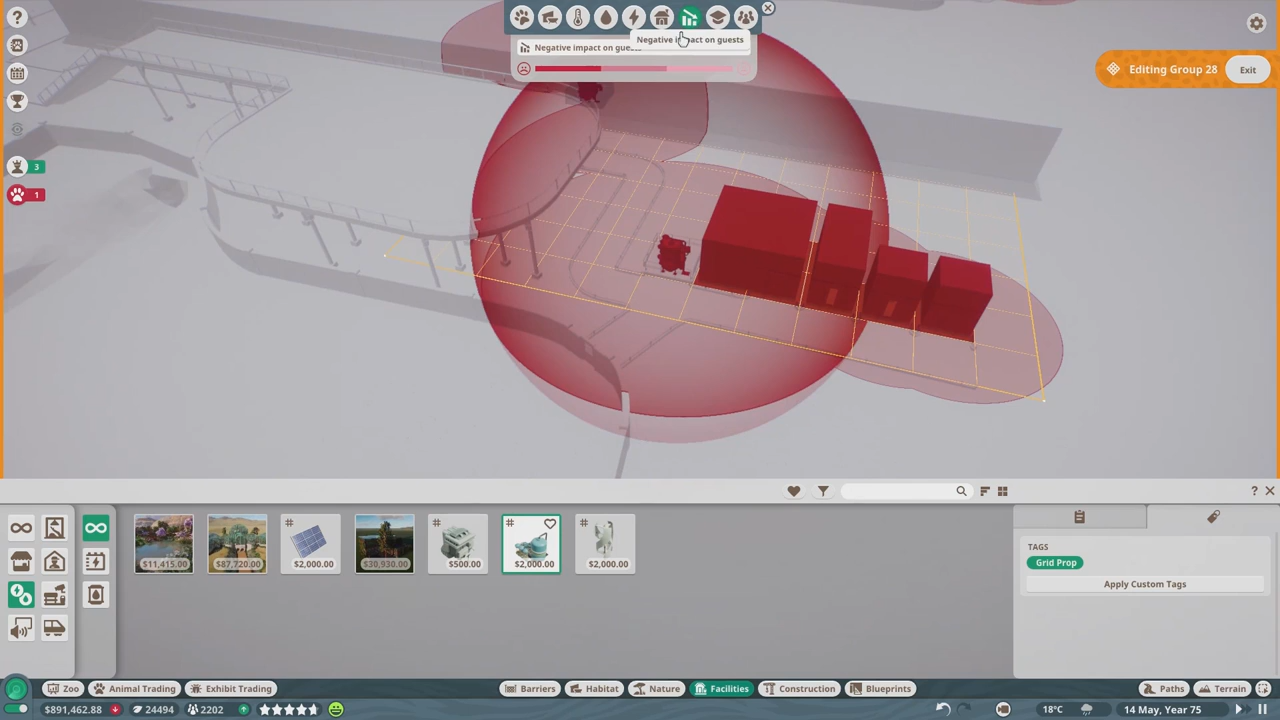 ?
Negative impact on guests
Negative impact on gues
Editing Group 28
Exit
3
1
?
$11,415.00
$87,720.00
$2,000.00
$30,930.00
$500.00
$2,000.00
$2,000.00
TAGS
Grid Prop
Apply Custom Tags
Zoo
Animal Trading
Exhibit Trading
Barriers
Habitat
Nature
Facilities
Construction
Blueprints
Paths
Terrain
$891,462.88
24494
2202
18°C
14 May, Year 75